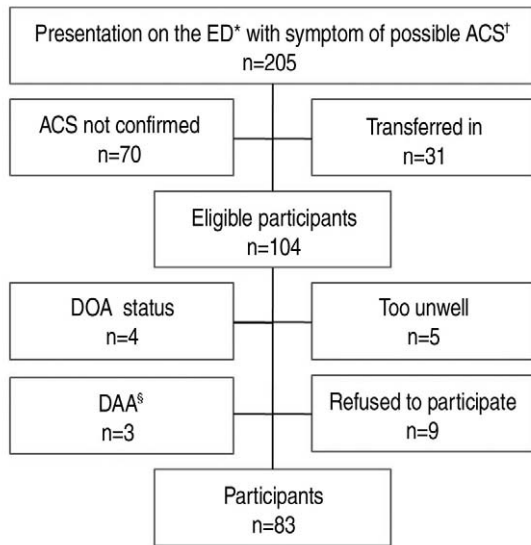 Presentation on the ED* with symptom of possible ACS†
n=205
ACS not confirmed
n=70
Transferred in
n=31
Eligible participants
n=104
DOA status
n=4
Too unwell
n=5
DAA§
n=3
Refused to participate
n=9
Participants
n=83